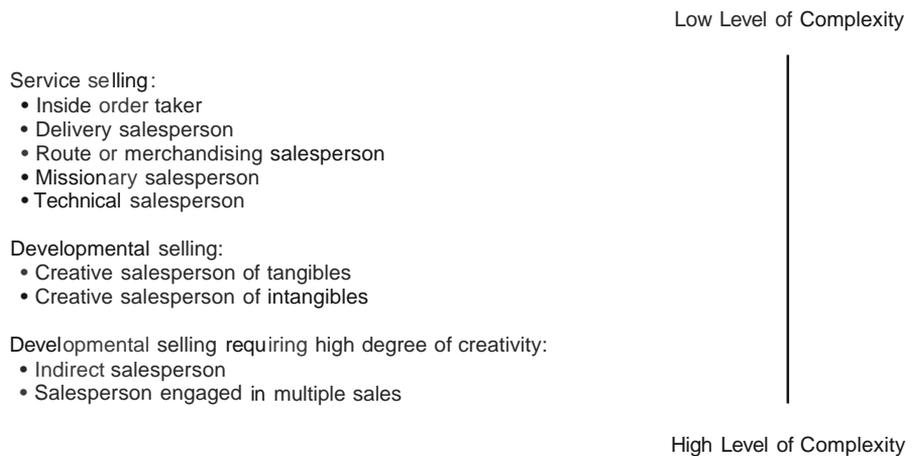 Low Level of Complexity
Service selling:
• Inside order taker
• Delivery salesperson
• Route or merchandising salesperson
• Missionary salesperson
• Technical salesperson
Developmental selling:
• Creative salesperson of tangibles
• Creative salesperson of intangibles
Developmental selling requiring high degree of creativity:
• Indirect salesperson
• Salesperson engaged in multiple sales
High Level of Complexity